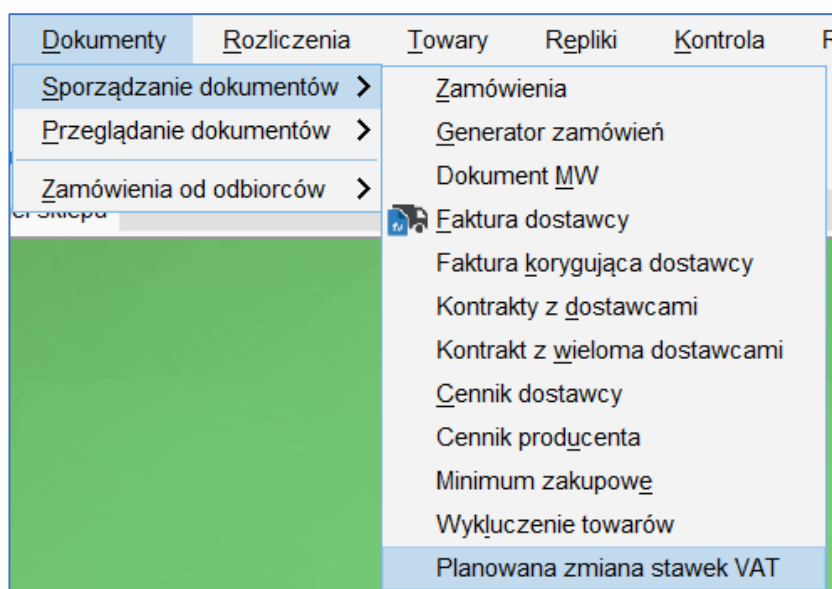 Dokumenty Rozliczenia Towary Repliki Kontrola
Sporządzanie dokumentów
Przeglądanie dokumentów
Zamówienia od odbiorców
sklepu
Zamówienia
Generator zamówień
Dokument MW
Faktura dostawcy
Faktura korygująca dostawcy
Kontrakty z dostawcami
Kontrakt z wieloma dostawcami
Cennik dostawcy
Cennik producenta
Minimum zakupowe
Wykluczenie towarów
Planowana zmiana stawek VAT